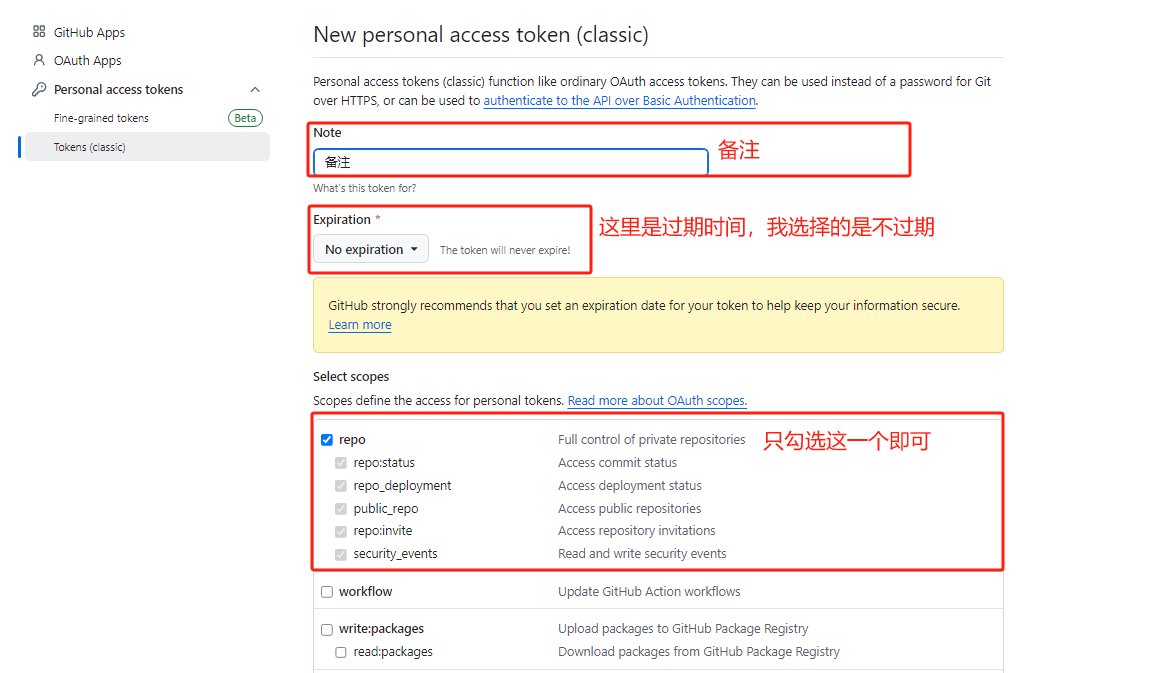 GitHub Apps
OAuth Apps
Personal access tokens
Fine-grained tokens Beta
Tokens (classic)
New personal access token (classic)
Personal access tokens (classic) function like ordinary OAuth access tokens. They can be used instead of a password for Git
over HTTPS, or can be used to authenticate to the API over Basic Authentication.
Note
备注 备注
What's this token for?
Expiration *
这里是过期时间，我选择的是不过期
No expiration The token will never expire!
GitHub strongly recommends that you set an expiration date for your token to help keep your information secure.
Learn more
Select scopes
Scopes define the access for personal tokens. Read more about OAuth scopes.
repo Full control of private repositories 只勾选这一个即可
repo:status Access commit status
repo_deployment Access deployment status
public_repo Access public repositories
repo:invite Access repository invitations
security_events Read and write security events
workflow Update GitHub Action workflows
write:packages Upload packages to GitHub Package Registry
read:packages Download packages from GitHub Package Registry